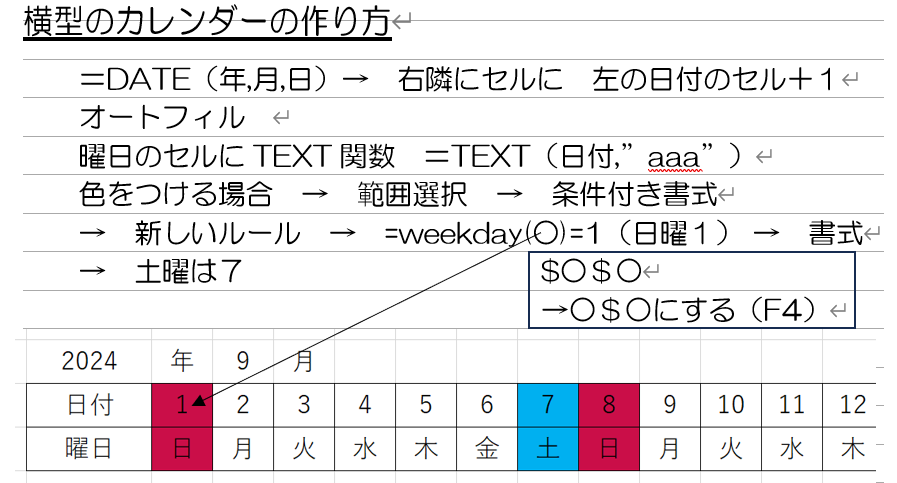 横型のカレンダーの作り方
＝DATE（年,月,日）→　右隣にセルに　左の日付のセル＋１
オートフィル
曜日のセルに TEXT 関数　＝TEXT（日付,”aaa”）
色をつける場合　→　範囲選択　→　条件付き書式
→　新しいルール　→　=weekday(〇)=1（日曜１）→　書式
→　土曜は７
$〇＄〇
→〇＄〇にする（F4）
2024 年 9 月
日付 1 2 3 4 5 6 7 8 9 10 11 12
曜日 日 月 火 水 木 金 土 日 月 火 水 木